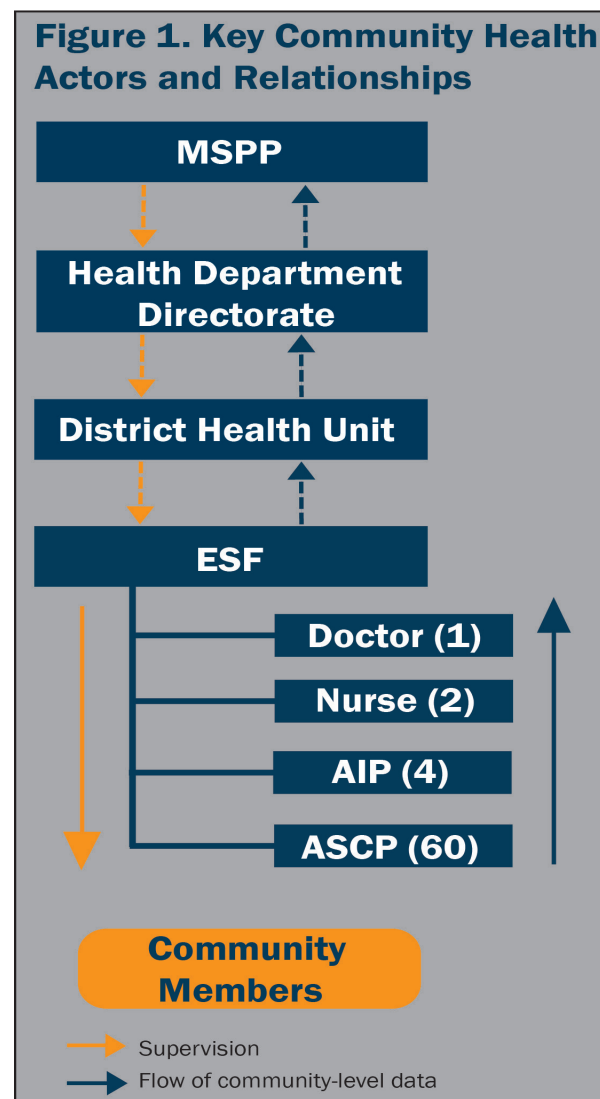 Figure 1. Key Community Health
Actors and Relationships
MSPP
Health Department
Directorate
District Health Unit
ESF
Doctor (1)
Nurse (2)
AIP (4)
ASCP (60)
Community
Members
Supervision
Flow of community-level data